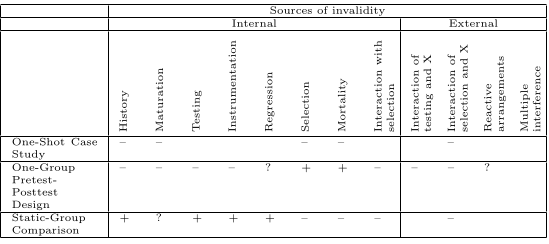 Sources of invalidity
Internal External
History
Maturation
Testing
Instrumentation
Regression
Selection
Mortality
Interaction with
selection
Interaction of
testing and X
Interaction of
selection and X
Reactive
arrangements
Multiple
interference
One-Shot Case – – – – –
Study
One-Group – – – – ? + + – – – ?
Pretest-
Posttest
Design
Static-Group + ? + + + – – – –
Comparison